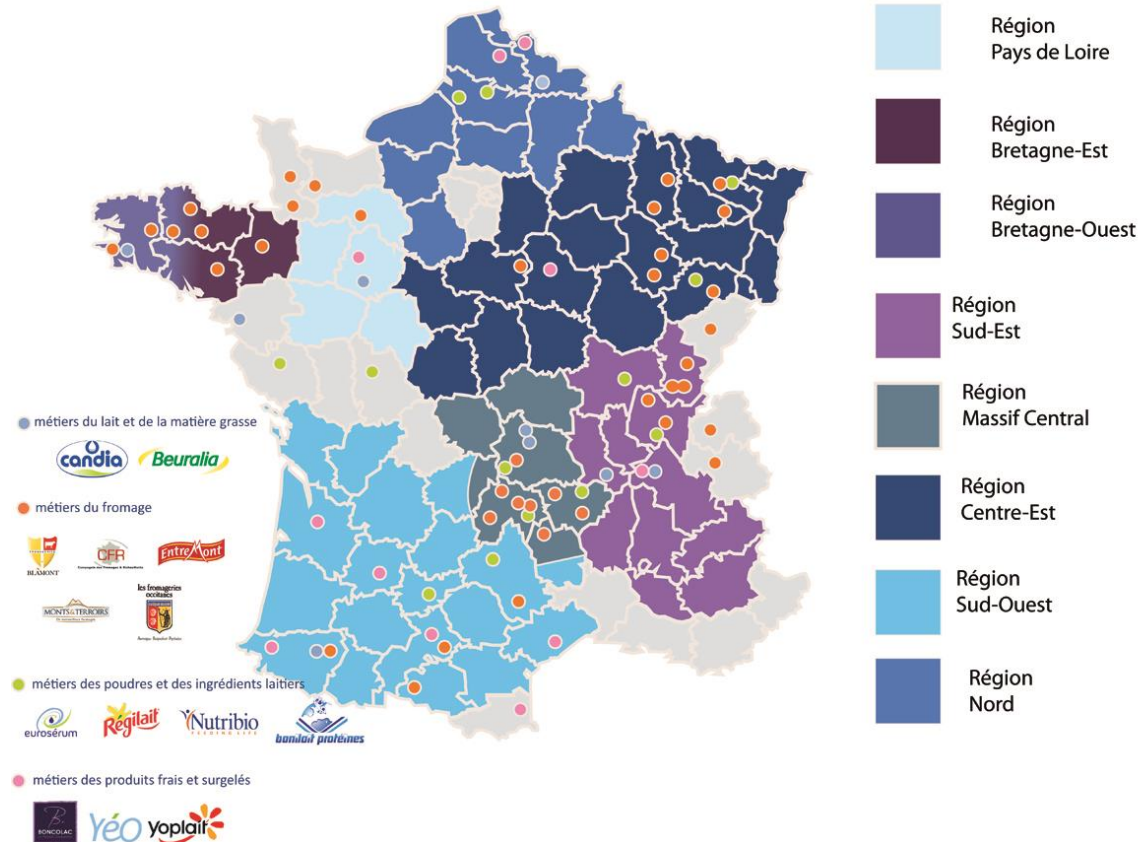 Région
Pays de Loire
Région
Bretagne-Est
Région
Bretagne-Ouest
Région
Sud-Est
Région
Massif Central
Région
Centre-Est
Région
Sud-Ouest
Région
Nord
métiers du lait et de la matière grasse
candia
Beuralia
métiers du fromage
BLAMONT
CFR
ENTREMONT
MONTS & TERROIRS
les fromageries
occitanes
métiers des poudres et des ingrédients laitiers
eurosérum
Régilait
Nutribio
FEEDING LIFE
bonilait protéines
métiers des produits frais et surgelés
B
BONCOLAC
Yéo
yoplait